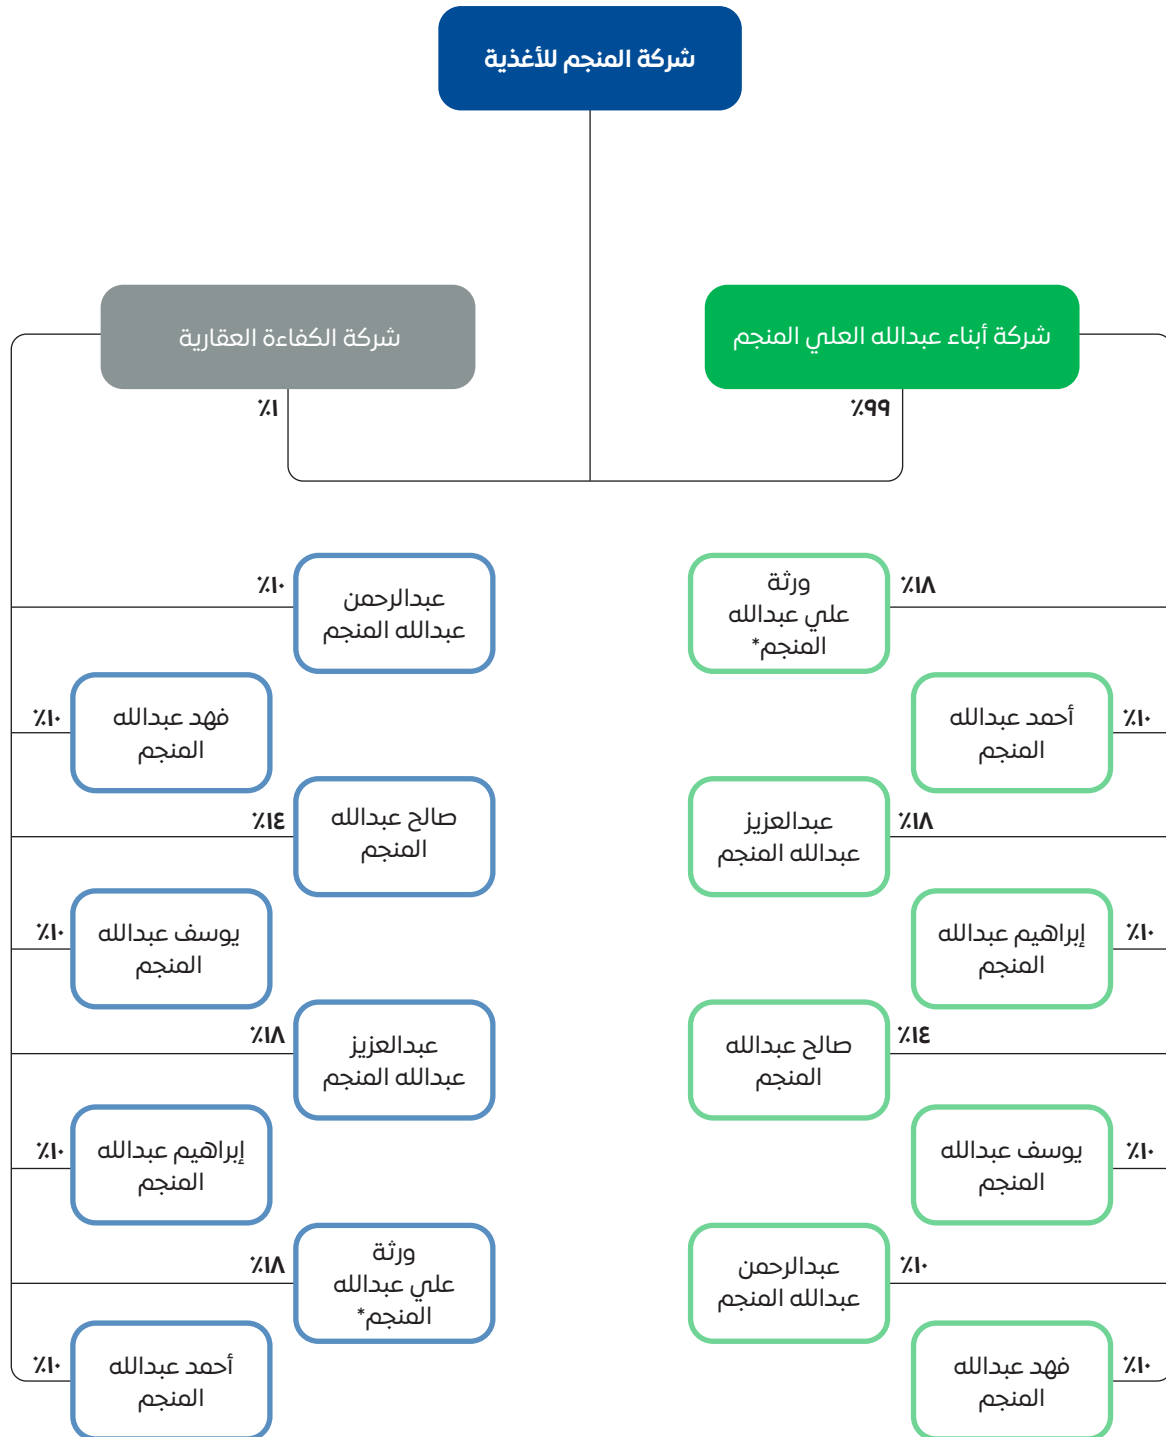 شركة المنجم للأغذية
شركة أبناء عبدالله العلي المنجم
٪٩٩
شركة الكفاءة العقارية
٪١
ورثة
علي عبدالله
المنجم*
٪١٨
أحمد عبدالله
المنجم
٪١٠
عبدالعزيز
عبدالله المنجم
٪١٨
إبراهيم عبدالله
المنجم
٪١٠
صالح عبدالله
المنجم
٪١٤
يوسف عبدالله
المنجم
٪١٠
عبدالرحمن
عبدالله المنجم
٪١٠
فهد عبدالله
المنجم
٪١٠
عبدالرحمن
عبدالله المنجم
٪١٠
فهد عبدالله
المنجم
٪١٠
صالح عبدالله
المنجم
٪١٤
يوسف عبدالله
المنجم
٪١٠
عبدالعزيز
عبدالله المنجم
٪١٨
إبراهيم عبدالله
المنجم
٪١٠
ورثة
علي عبدالله
المنجم*
٪١٨
أحمد عبدالله
المنجم
٪١٠